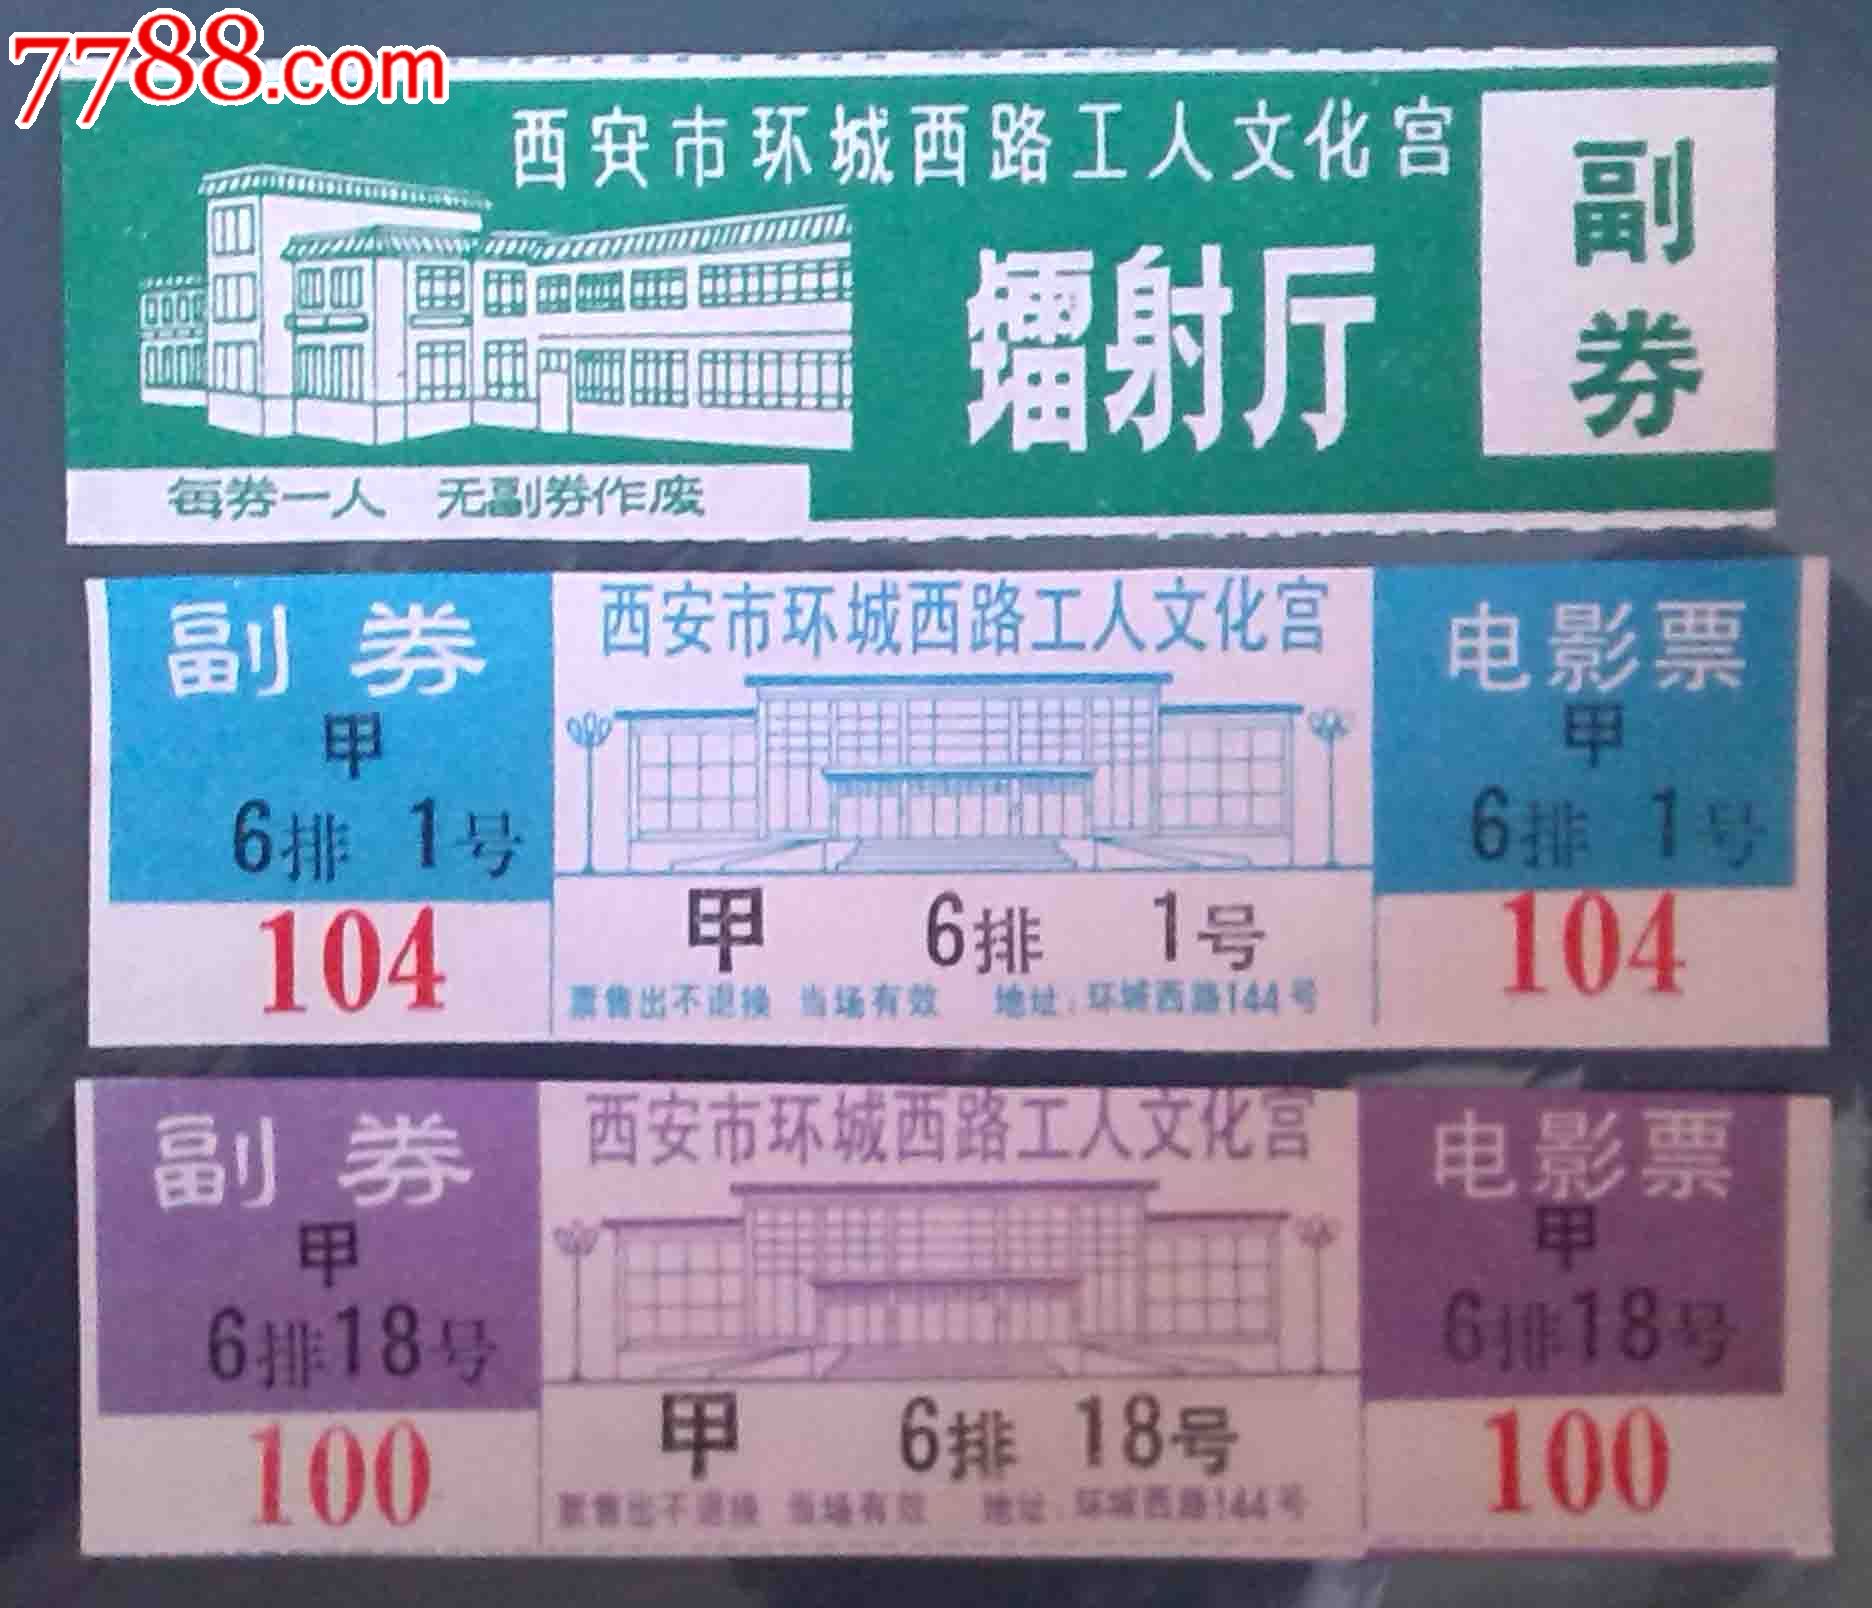 7788.com
西安市环城西路工人文化宫
镭射厅
副券
每券一人 无副券作废
副券
甲
6排 1号
104
西安市环城西路工人文化宫
甲 6排 1号
票售出不退换 当场有效 地址:环城西路144号
电影票
甲
6排 1号
104
副券
甲
6排18号
100
西安市环城西路工人文化宫
甲 6排 18号
票售出不退换 当场有效 地址:环城西路144号
电影票
甲
6排18号
100